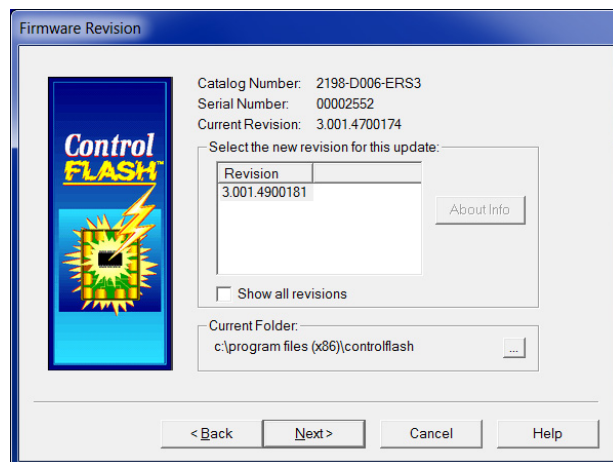 Firmware Revision
Control
FLASH™
Catalog Number: 2198-D006-ERS3
Serial Number: 00002552
Current Revision: 3.001.4700174
Select the new revision for this update:
Revision
3.001.4900181
About Info
Show all revisions
Current Folder:
c:\program files (x86)\controlflash
...
< Back
Next >
Cancel
Help